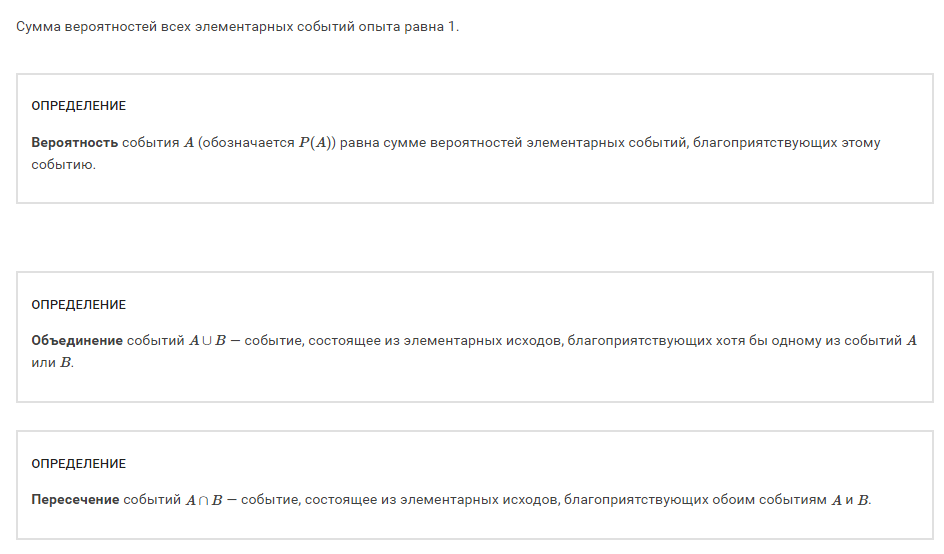 Сумма вероятностей всех элементарных событий опыта равна 1.
ОПРЕДЕЛЕНИЕ
Вероятность события A (обозначается P(A)) равна сумме вероятностей элементарных событий, благоприятствующих этому
событию.
ОПРЕДЕЛЕНИЕ
Объединение событий A ∪ B — событие, состоящее из элементарных исходов, благоприятствующих хотя бы одному из событий A
или B.
ОПРЕДЕЛЕНИЕ
Пересечение событий A ∩ B — событие, состоящее из элементарных исходов, благоприятствующих обоим событиям A и B.